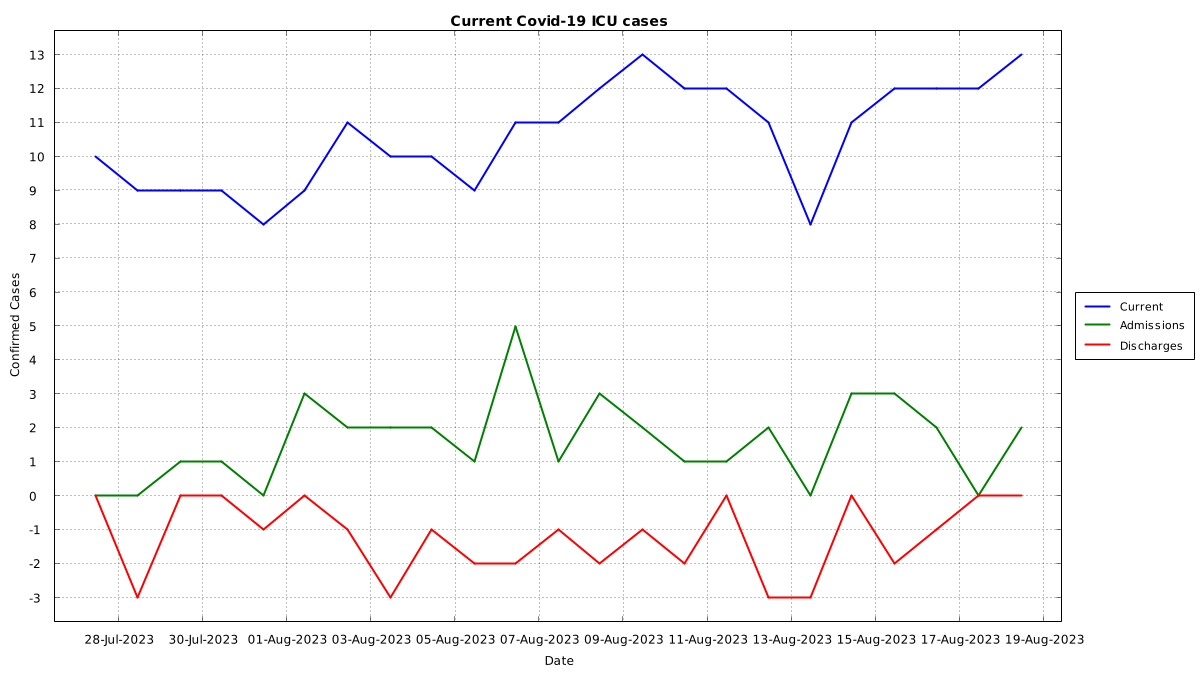 Current Covid-19 ICU cases
13
12
11
10
9
8
7
6
5
4
3
2
1
0
-1
-2
-3
Confirmed Cases
28-Jul-2023 30-Jul-2023 01-Aug-2023 03-Aug-2023 05-Aug-2023 07-Aug-2023 09-Aug-2023 11-Aug-2023 13-Aug-2023 15-Aug-2023 17-Aug-2023 19-Aug-2023
Date
Current
Admissions
Discharges